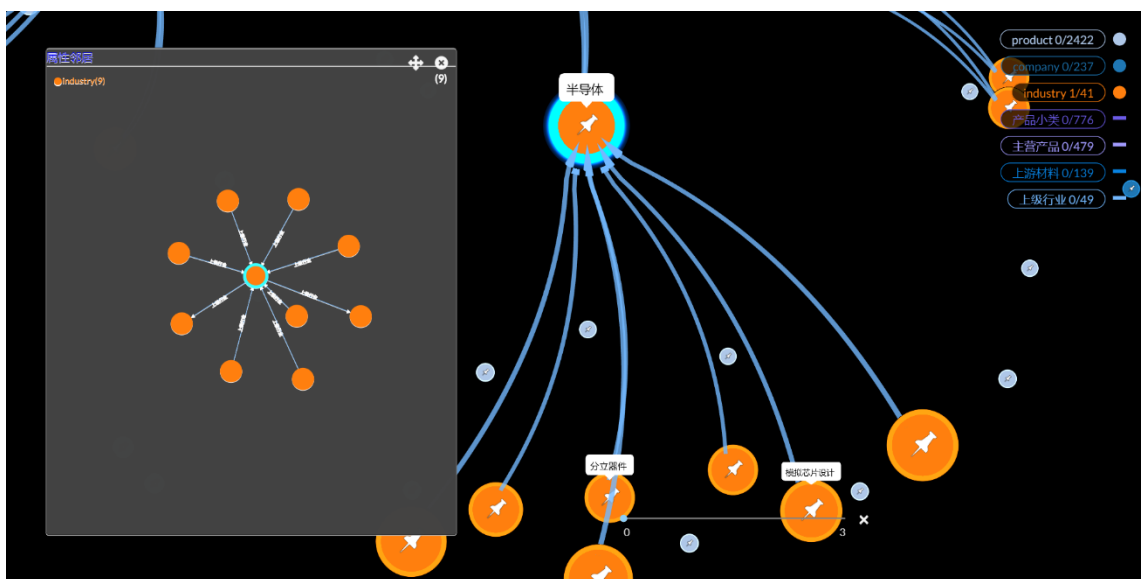 属性邻居
Industry(9)
(9)
半导体
product 0/2422
company 0/237
industry 1/41
产品小类 0/776
主营产品 0/479
上游材料 0/139
上级行业 0/49
分立器件
模拟芯片设计
0
3